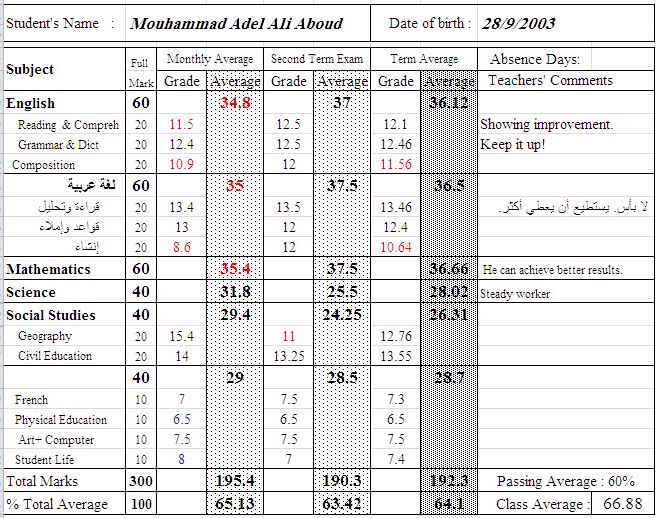 Student's Name : Mouhammad Adel Ali Aboud Date of birth : 28/9/2003
Subject Full Mark Monthly Average Second Term Exam Term Average Absence Days:
Grade Average Grade Average Grade Average Teachers' Comments
English 60 34.8 37 36.12
Reading & Compreh 20 11.5 12.5 12.1 Showing improvement.
Grammar & Dict 20 12.4 12.5 12.46 Keep it up!
Composition 20 10.9 12 11.56
لغة عربية 60 35 37.5 36.5
قراءة وتحليل 20 13.4 13.5 13.46 لا بأس. يستطيع أن يعطي أكثر.
قواعد وإملاء 20 13 12 12.4
إنشاء 20 8.6 12 10.64
Mathematics 60 35.4 37.5 36.66 He can achieve better results.
Science 40 31.8 25.5 28.02 Steady worker
Social Studies 40 29.4 24.25 26.31
Geography 20 15.4 11 12.76
Civil Education 20 14 13.25 13.55
40 29 28.5 28.7
French 10 7 7.5 7.3
Physical Education 10 6.5 6.5 6.5
Art+ Computer 10 7.5 7.5 7.5
Student Life 10 8 7 7.4
Total Marks 300 195.4 190.3 192.3 Passing Average : 60%
% Total Average 100 65.13 63.42 64.1 Class Average : 66.88